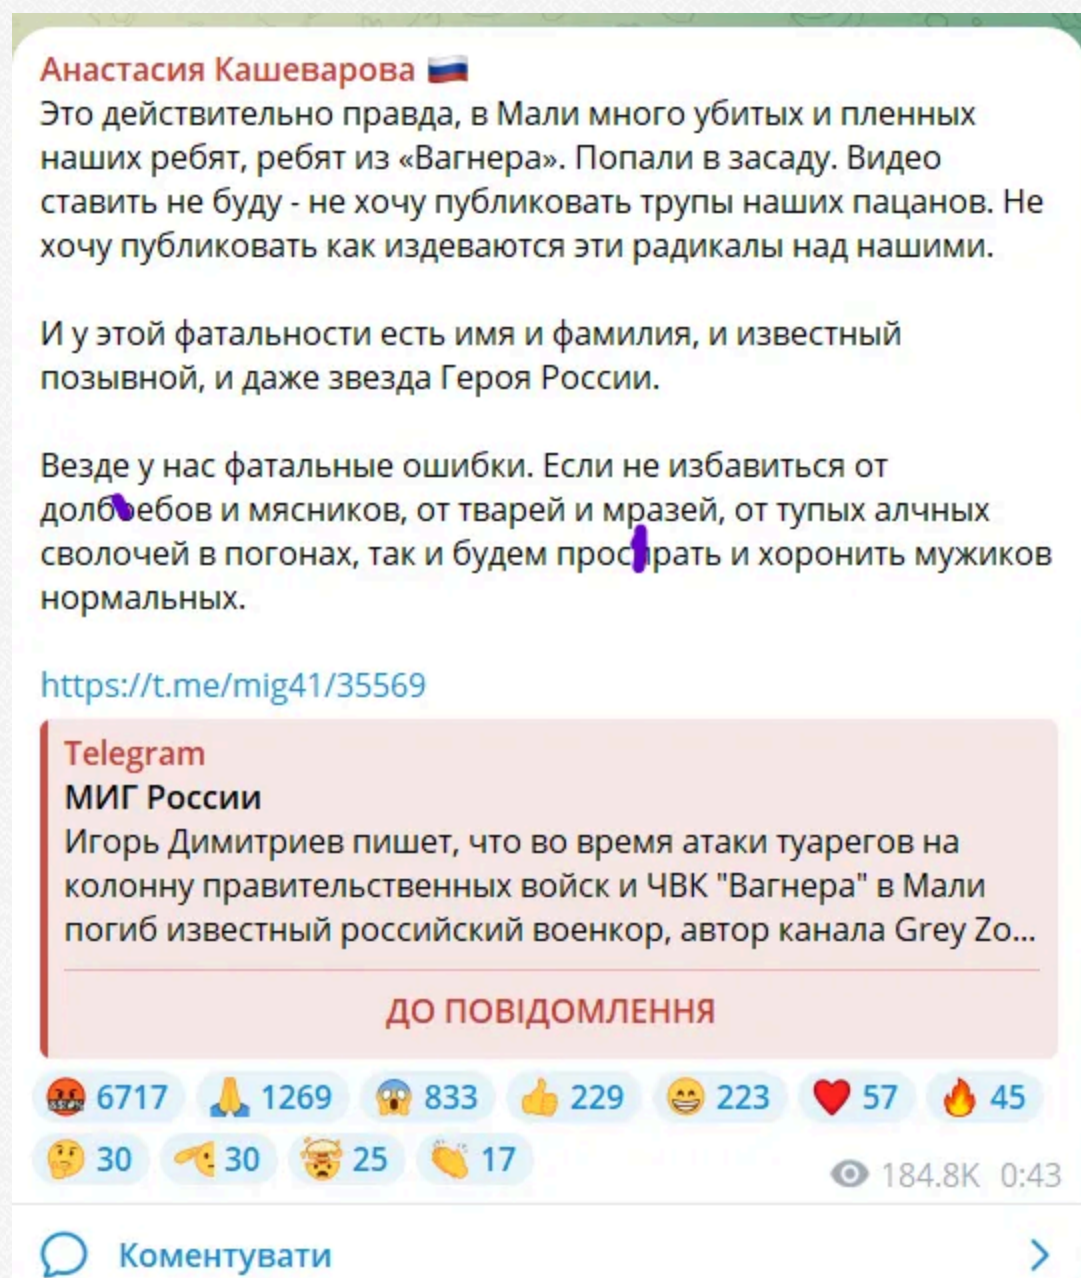 Анастасия Кашеварова 🇷🇺
Это действительно правда, в Мали много убитых и пленных
наших ребят, ребят из «Вагнера». Попали в засаду. Видео
ставить не буду - не хочу публиковать трупы наших пацанов. Не
хочу публиковать как издеваются эти радикалы над нашими.
И у этой фатальности есть имя и фамилия, и известный
позывной, и даже звезда Героя России.
Везде у нас фатальные ошибки. Если не избавиться от
и мясников, от тварей и мразей, от тупых алчных
сволочей в погонах, так и будем и хоронить мужиков
нормальных.
https://t.me/mig41/35569
Telegram
МИГ России
Игорь Димитриев пишет, что во время атаки туарегов на
колонну правительственных войск и ЧВК "Вагнера" в Мали
погиб известный российский военкор, автор канала Grey Zo...
ДО ПОВІДОМЛЕННЯ
🤬 6717 🙏 1269 😱 833 👍 229 😁 223 ❤️ 57 🔥 45
🤔 30 🫡 30 🤯 25 👏 17
184.8K 0:43
Коментувати